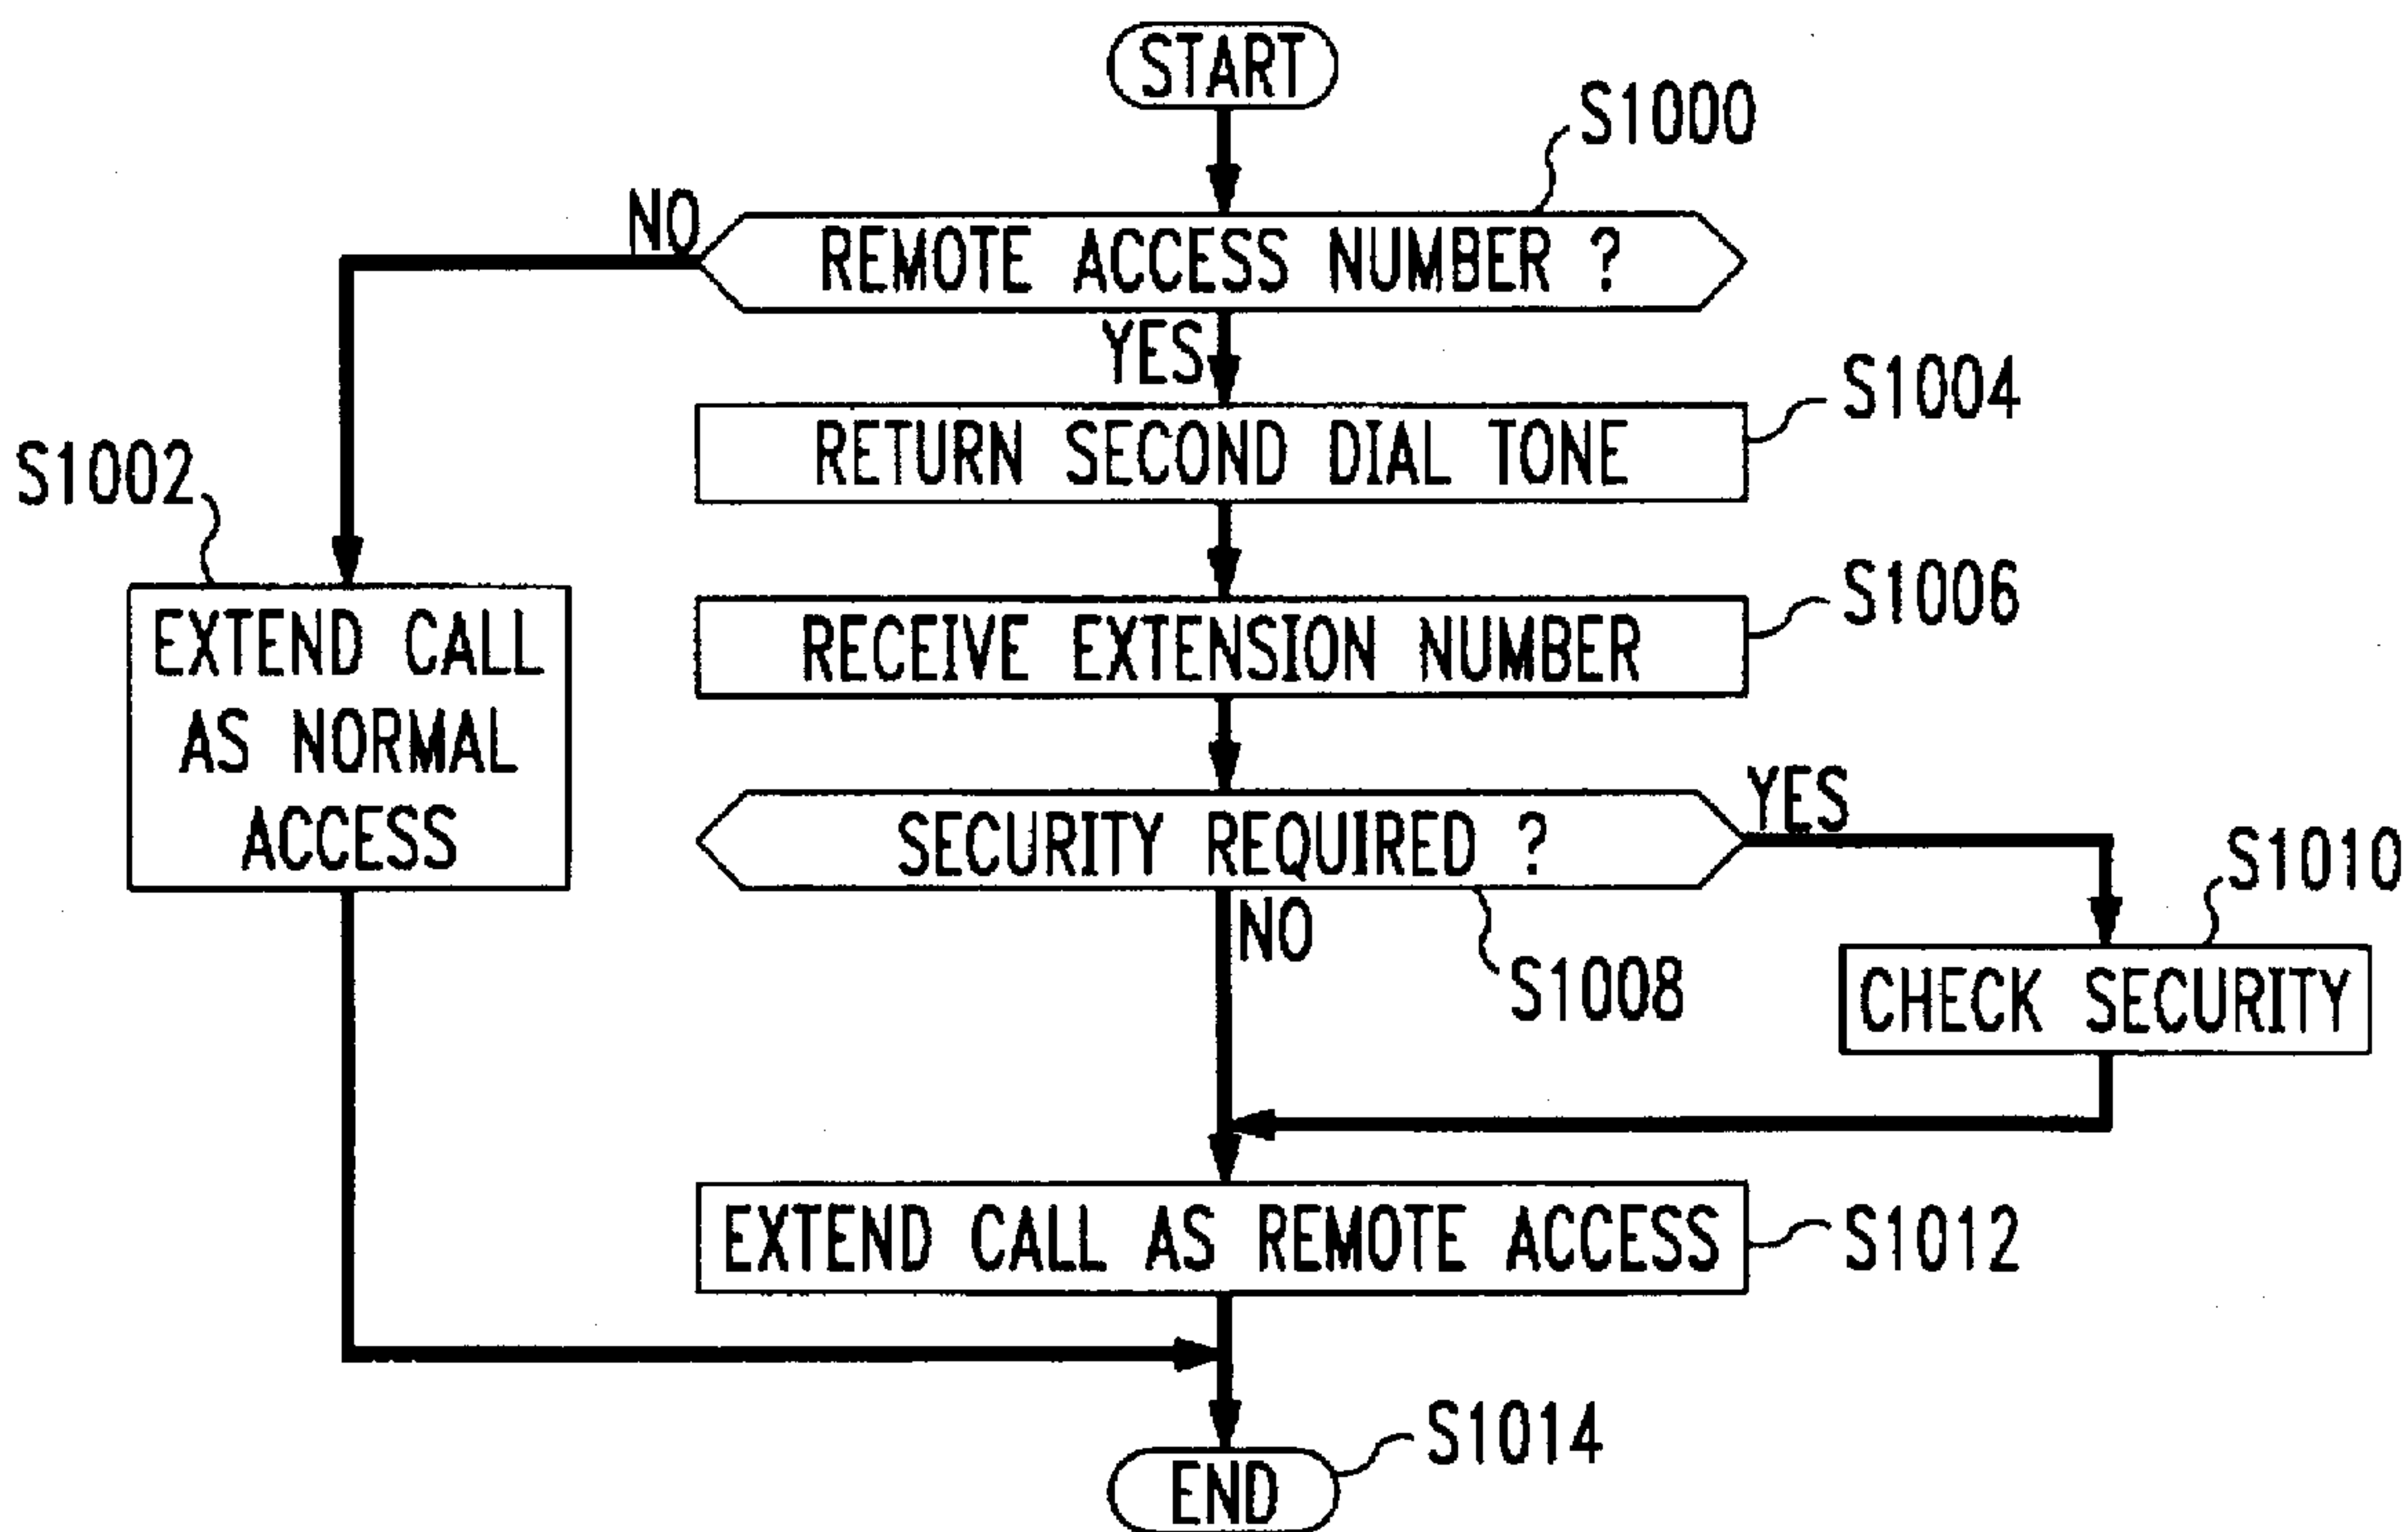 START
S1000
NO
REMOTE ACCESS NUMBER ?
YES
S1004
RETURN SECOND DIAL TONE
S1002
S1006
EXTEND CALL
AS NORMAL
ACCESS
RECEIVE EXTENSION NUMBER
YES
SECURITY REQUIRED ?
S1010
NO
S1008
CHECK SECURITY
EXTEND CALL AS REMOTE ACCESS
S1012
S1014
END